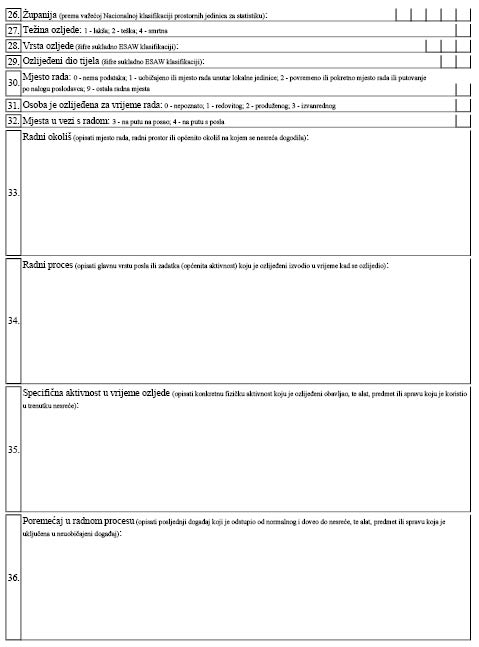 26. Županija (prema važećoj Nacionalnoj klasifikaciji prostornih jedinica za statistiku):
27. Težina ozljede: 1 - lakša; 2 - teška; 4 - smrtna
28. Vrsta ozljede (šifre sukladno ESAW klasifikaciji):
29. Ozlijeđeni dio tijela (šifre sukladno ESAW klasifikaciji):
30. Mjesto rada: 0 - nema podataka; 1 - uobičajeno ili mjesto rada unutar lokalne jedinice; 2 - povremeno ili pokretno mjesto rada ili putovanje
po nalogu poslodavca; 9 - ostala radna mjesta
31. Osoba je ozlijeđena za vrijeme rada: 0 - nepoznato; 1 - redovitog; 2 - produženog; 3 - izvanrednog
32. Mjesta u vezi s radom: 3 - na putu na posao; 4 - na putu s posla
33. Radni okoliš (opisati mjesto rada, radni prostor ili općenito okoliš na kojem se nesreća dogodila):
34. Radni proces (opisati glavnu vrstu posla ili zadatka (općenita aktivnost) koju je ozlijeđeni izvodio u vrijeme kad se ozlijedio):
35. Specifična aktivnost u vrijeme ozljede (opisati konkretnu fizičku aktivnost koju je ozlijeđeni obavljao, te alat, predmet ili spravu koju je koristio
u trenutku nesreće):
36. Poremećaj u radnom procesu (opisati posljednji događaj koji je odstupio od normalnog i doveo do nesreće, te alat, predmet ili spravu koja je
uključena u neuobičajeni događaj):